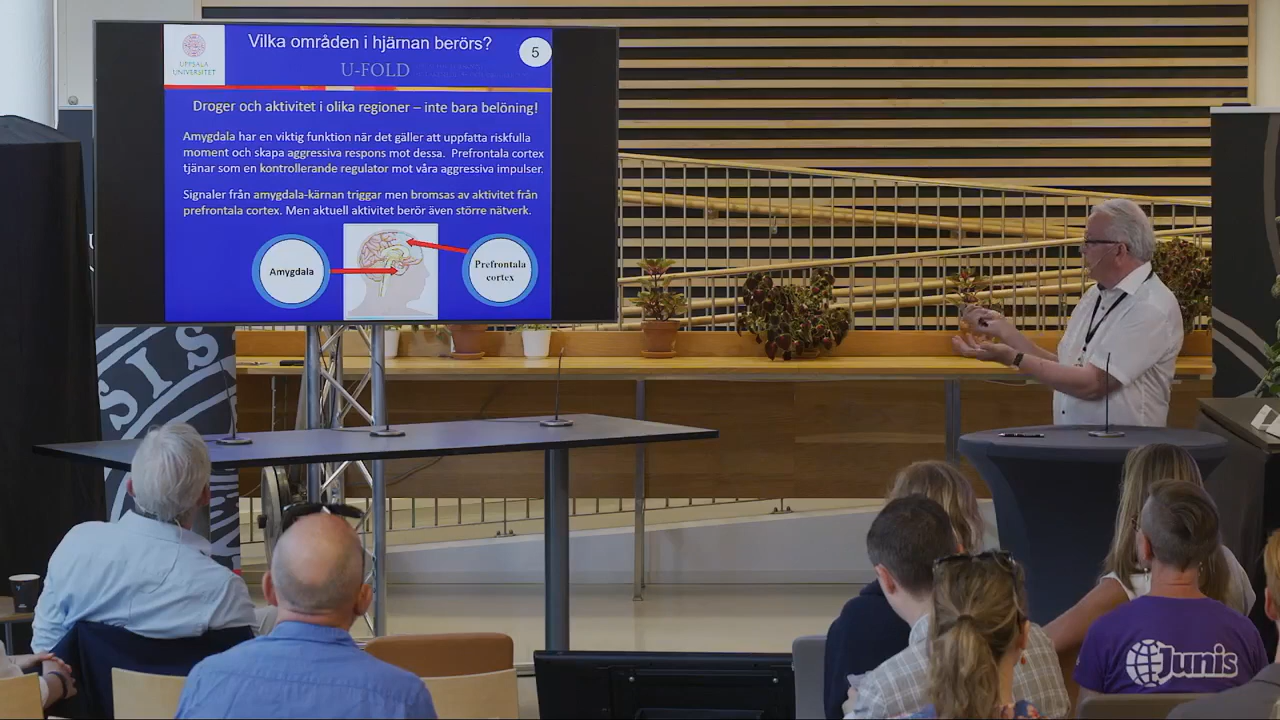 Vilka områden i hjärnan berörs?
5
UPPSALA
UNIVERSITET
U-FOLD
Droger och aktivitet i olika regioner – inte bara belöning!
Amygdala har en viktig funktion när det gäller att uppfatta riskfulla
moment och skapa aggressiva respons mot dessa. Prefrontala cortex
tjänar som en kontrollerande regulator mot våra aggressiva impulser.
Signaler från amygdala-kärnan triggar men bromsas av aktivitet från
prefrontala cortex. Men aktuell aktivitet berör även större nätverk.
Amygdala
Prefrontala
cortex
SIS
Junis